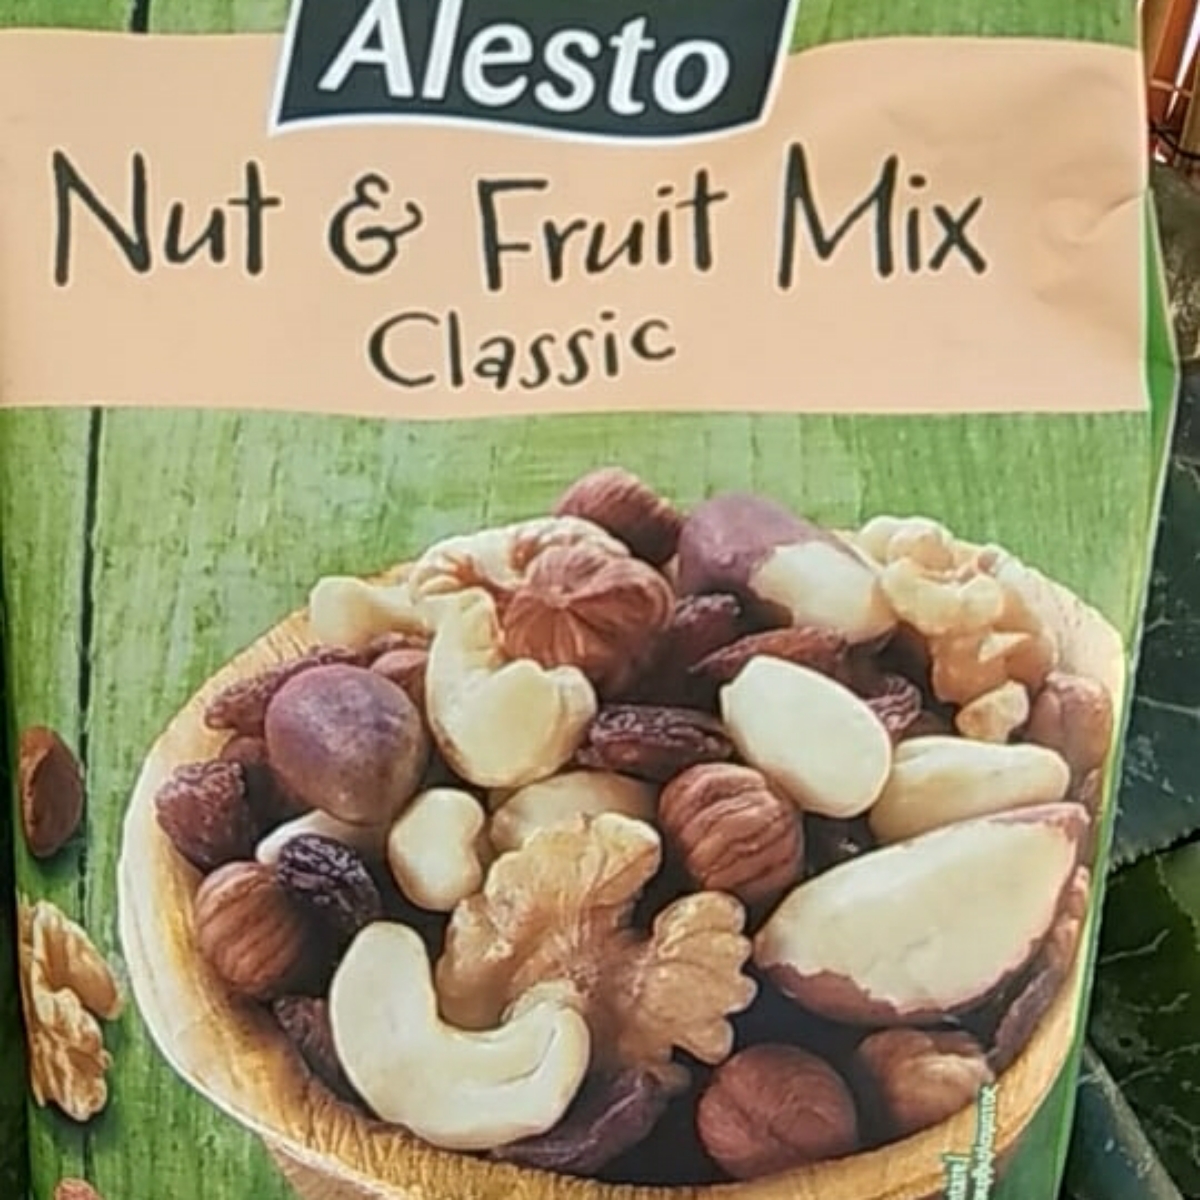 Alesto
Nut & Fruit Mix
Classic